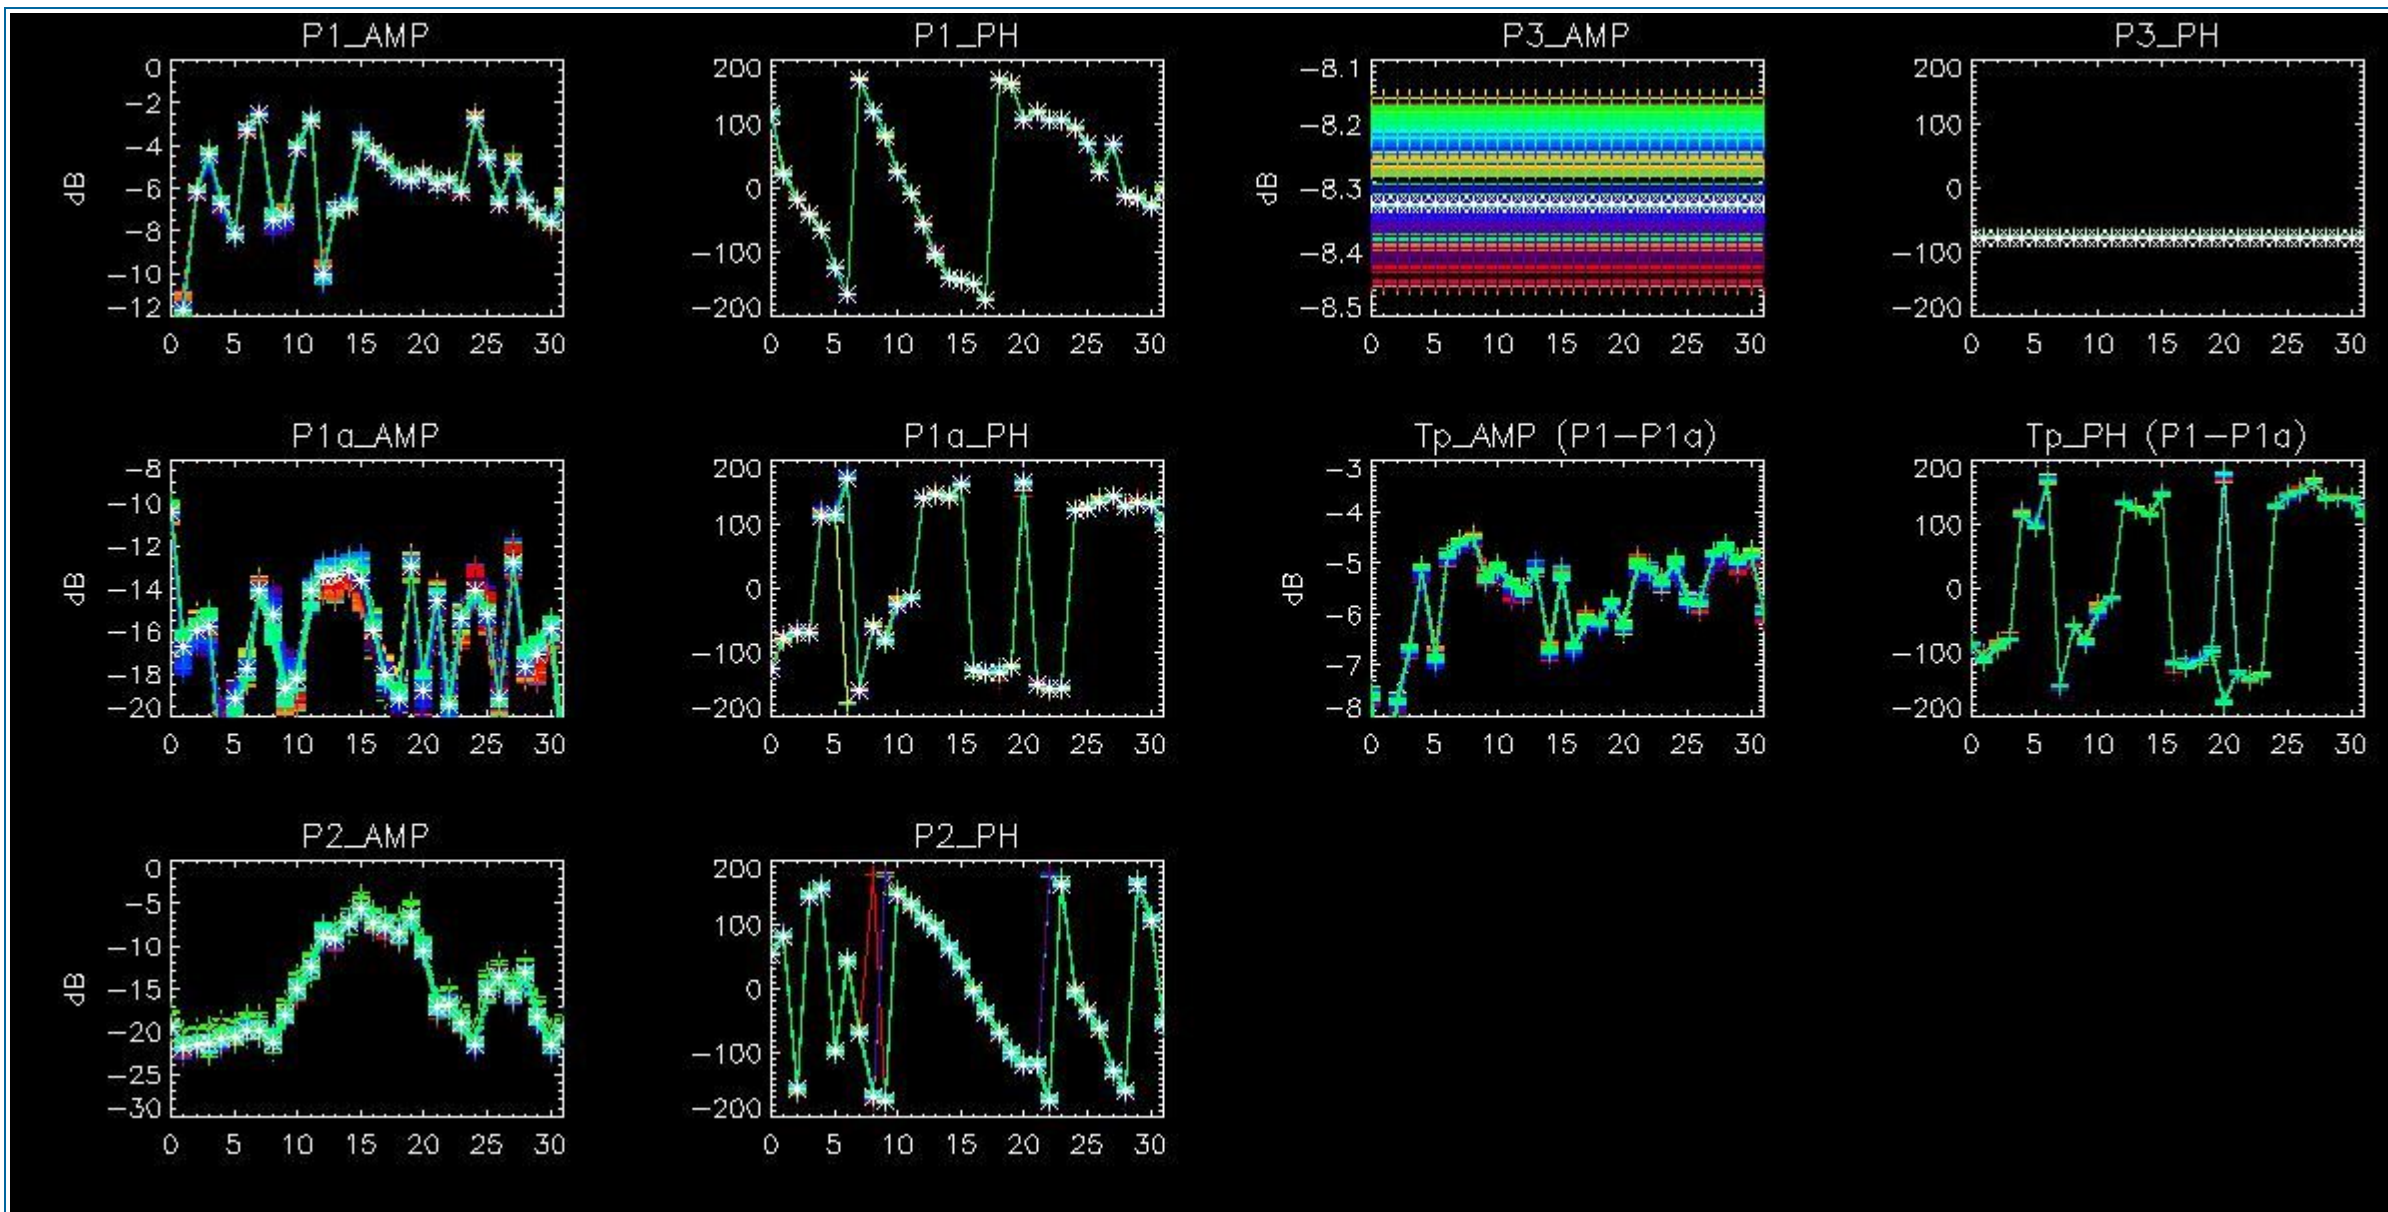 P1_AMP P1_PH P3_AMP P3_PH
0 200 -8.1 200
-2 100 -8.2 100
-4 0 -8.3 0
-6 -100 -8.4 -100
-8 -200 -8.5 -200
-10
-12
dB dB
0 5 10 15 20 25 30 0 5 10 15 20 25 30 0 5 10 15 20 25 30 0 5 10 15 20 25 30
P1a_AMP P1a_PH Tp_AMP (P1-P1a) Tp_PH (P1-P1a)
-8 200 -3 200
-10 100 -4 100
-12 0 -5 0
-14 -100 -6 -100
-16 -200 -7 -200
-18 -8
-20
dB dB
0 5 10 15 20 25 30 0 5 10 15 20 25 30 0 5 10 15 20 25 30 0 5 10 15 20 25 30
P2_AMP P2_PH
0 200
-5 100
-10 0
-15 -100
-20 -200
-25
-30
dB
0 5 10 15 20 25 30 0 5 10 15 20 25 30